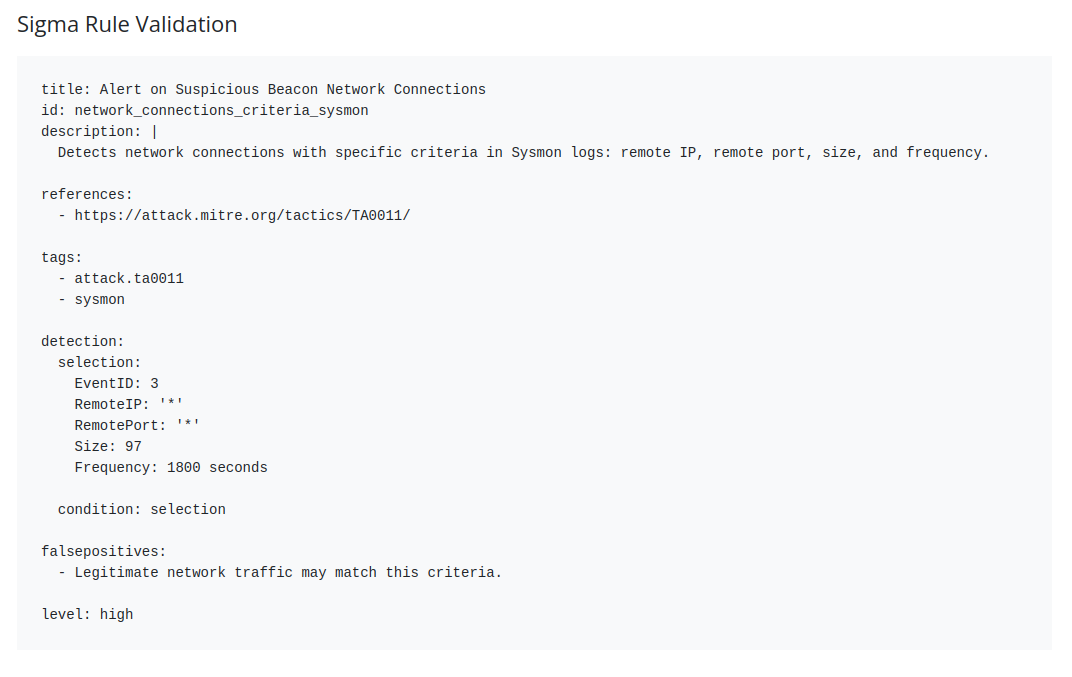 Sigma Rule Validation
title: Alert on Suspicious Beacon Network Connections
id: network_connections_criteria_sysmon
description: |
  Detects network connections with specific criteria in Sysmon logs: remote IP, remote port, size, and frequency.

references:
  - https://attack.mitre.org/tactics/TA0011/

tags:
  - attack.ta0011
  - sysmon

detection:
  selection:
    EventID: 3
    RemoteIP: '*'
    RemotePort: '*'
    Size: 97
    Frequency: 1800 seconds

  condition: selection

falsepositives:
  - Legitimate network traffic may match this criteria.

level: high